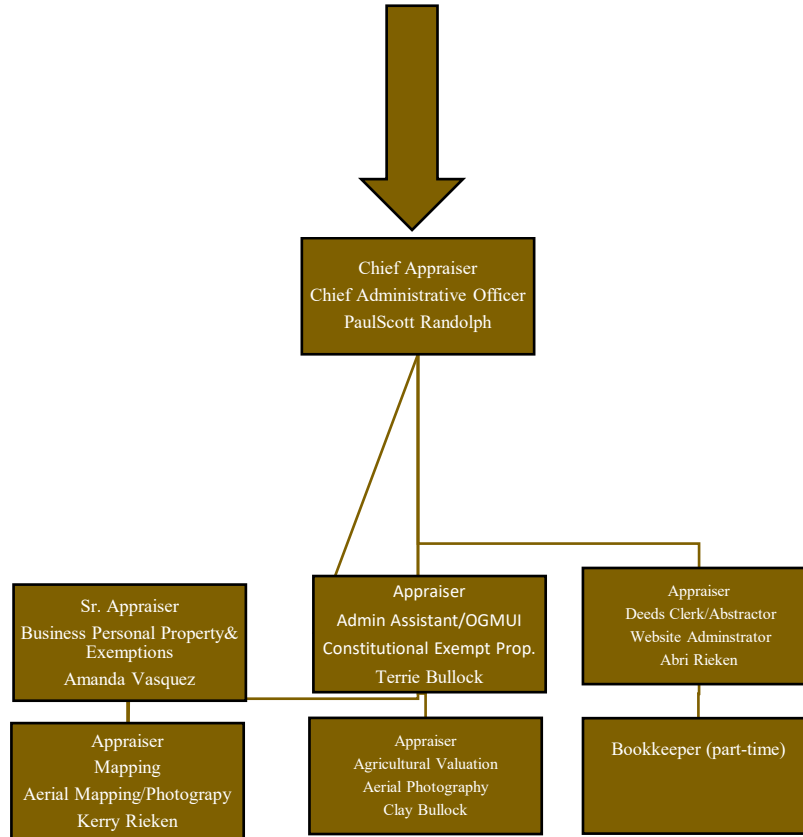 Chief Appraiser
Chief Administrative Officer
PaulScott Randolph
Sr. Appraiser
Business Personal Property&
Exemptions
Amanda Vasquez
Appraiser
Admin Assistant/OGMUI
Constitutional Exempt Prop.
Terrie Bullock
Appraiser
Deeds Clerk/Abstractor
Website Adminstrator
Abri Rieken
Appraiser
Mapping
Aerial Mapping/Photograpy
Kerry Rieken
Appraiser
Agricultural Valuation
Aerial Photography
Clay Bullock
Bookkeeper (part-time)